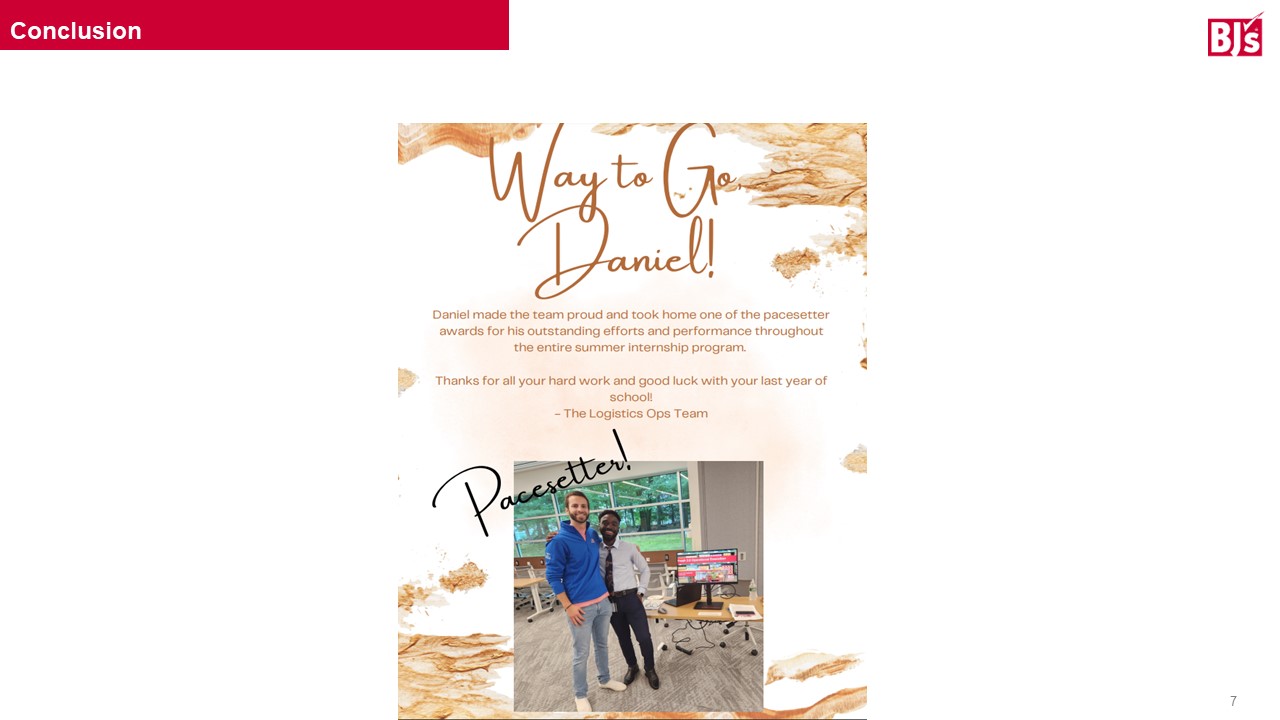 Conclusion
BJ's
Way to Go,
Daniel!
Daniel made the team proud and took home one of the pacesetter
awards for his outstanding efforts and performance throughout
the entire summer internship program.
Thanks for all your hard work and good luck with your last year of
school!
– The Logistics Ops Team
Pacesetter!
7